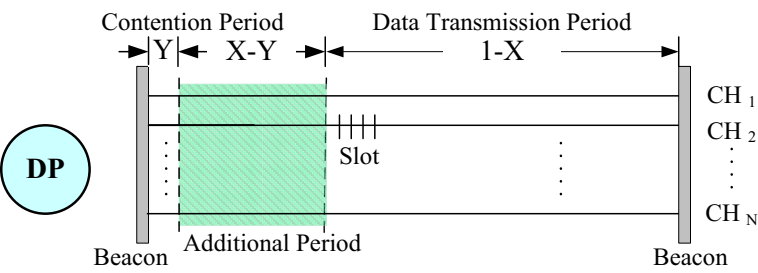 Contention Period Data Transmission Period
Y X-Y 1-X
CH 1
CH 2
DP
Slot
CH N
Additional Period
Beacon Beacon